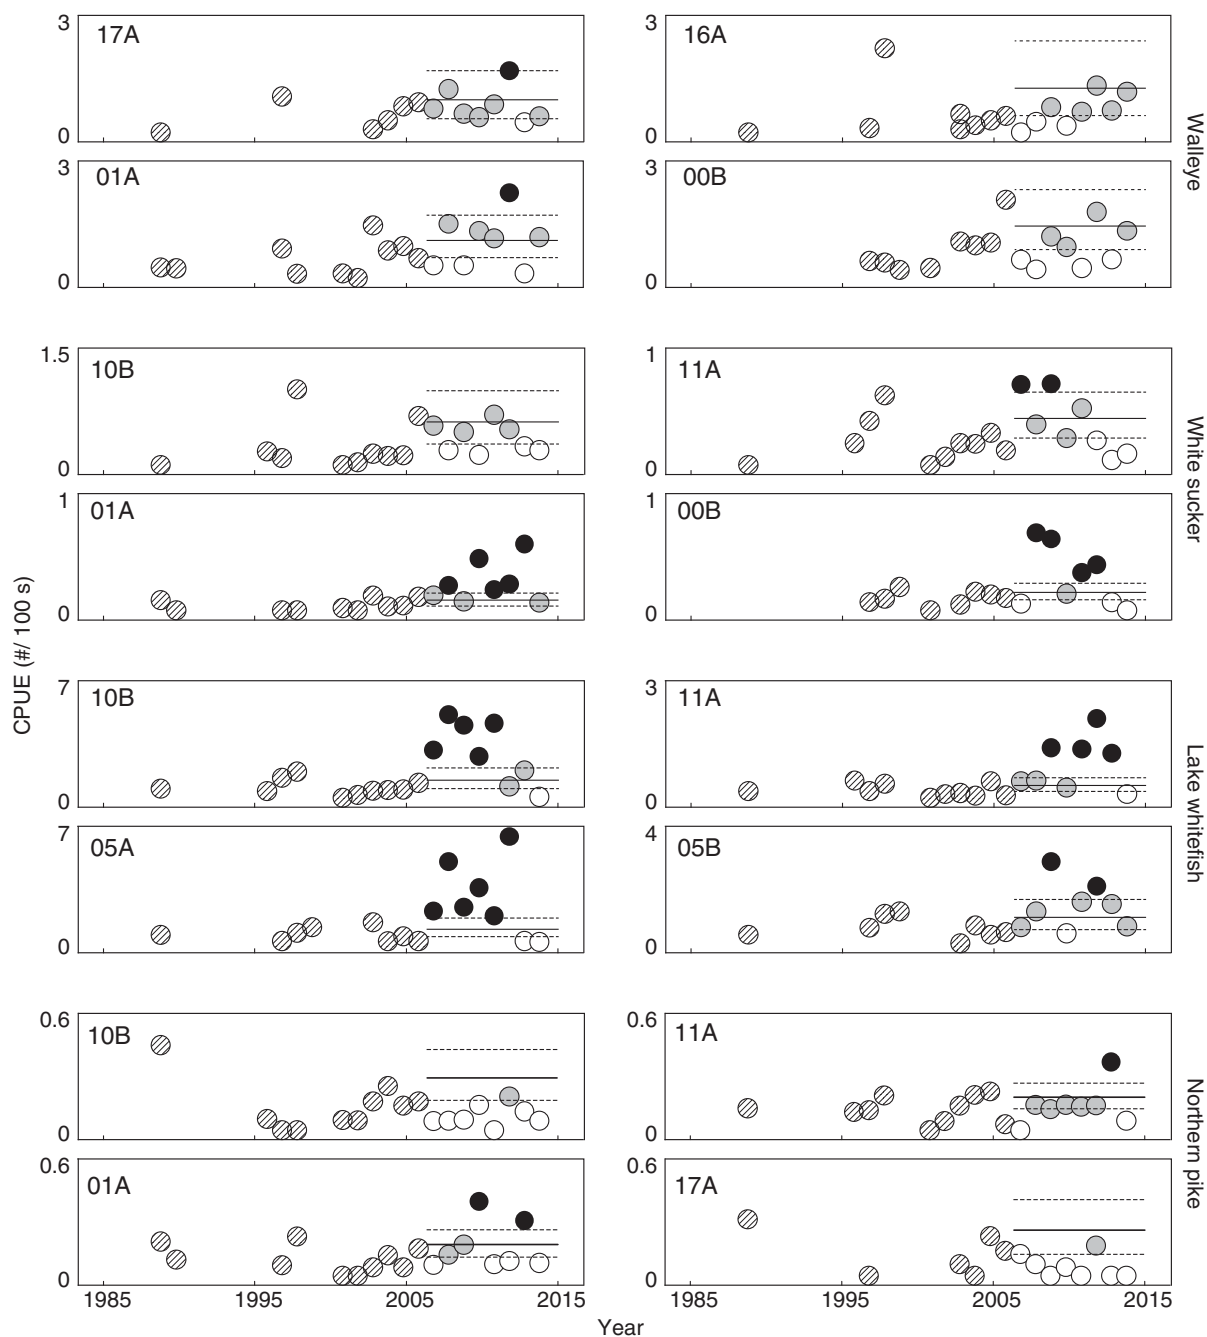 3
17A
0
3
16A
0
3
01A
0
3
00B
0
Walleye
1.5
10B
0
1
11A
0
1
01A
0
1
00B
0
White sucker
CPUE (#/ 100 s)
7
10B
0
3
11A
0
7
05A
0
4
05B
0
Lake whitefish
0.6
10B
0
0.6
11A
0
0.6
01A
0
0.6
17A
0
Northern pike
1985 1995 2005 2015
1985 1995 2005 2015
Year